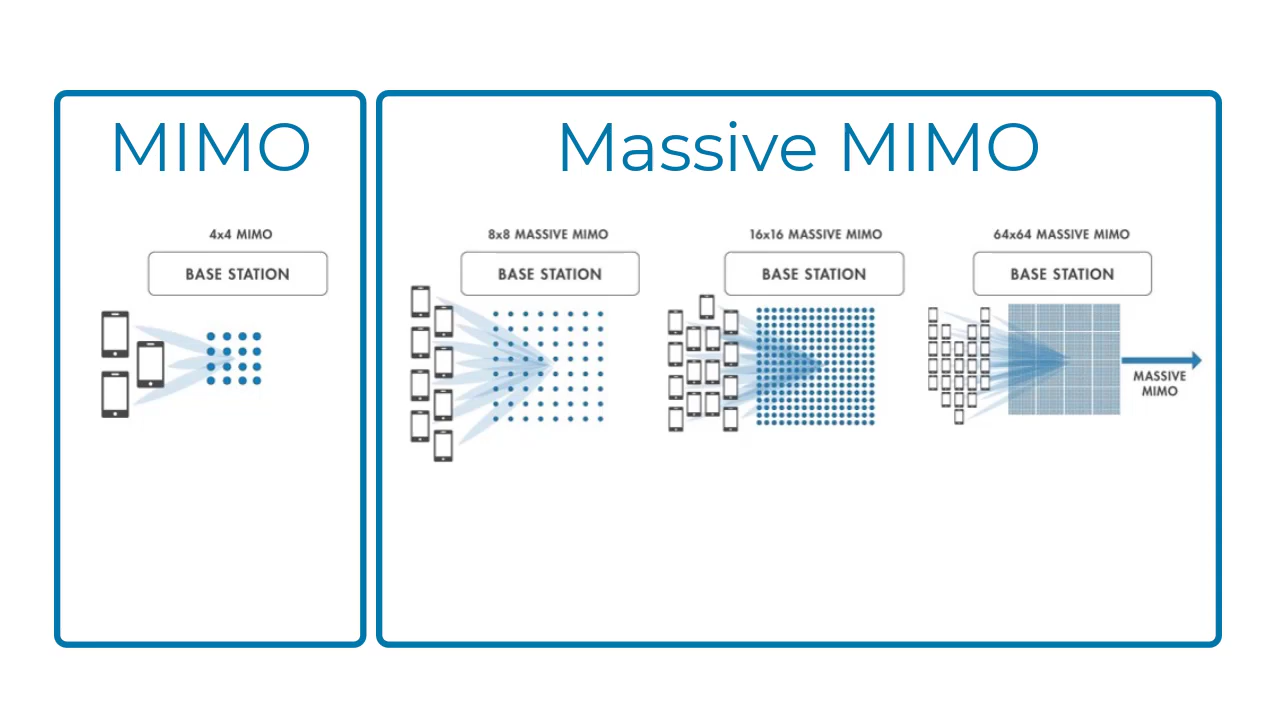 MIMO
4x4 MIMO
BASE STATION
Massive MIMO
8x8 MASSIVE MIMO
BASE STATION
16x16 MASSIVE MIMO
BASE STATION
64x64 MASSIVE MIMO
BASE STATION
MASSIVE
MIMO